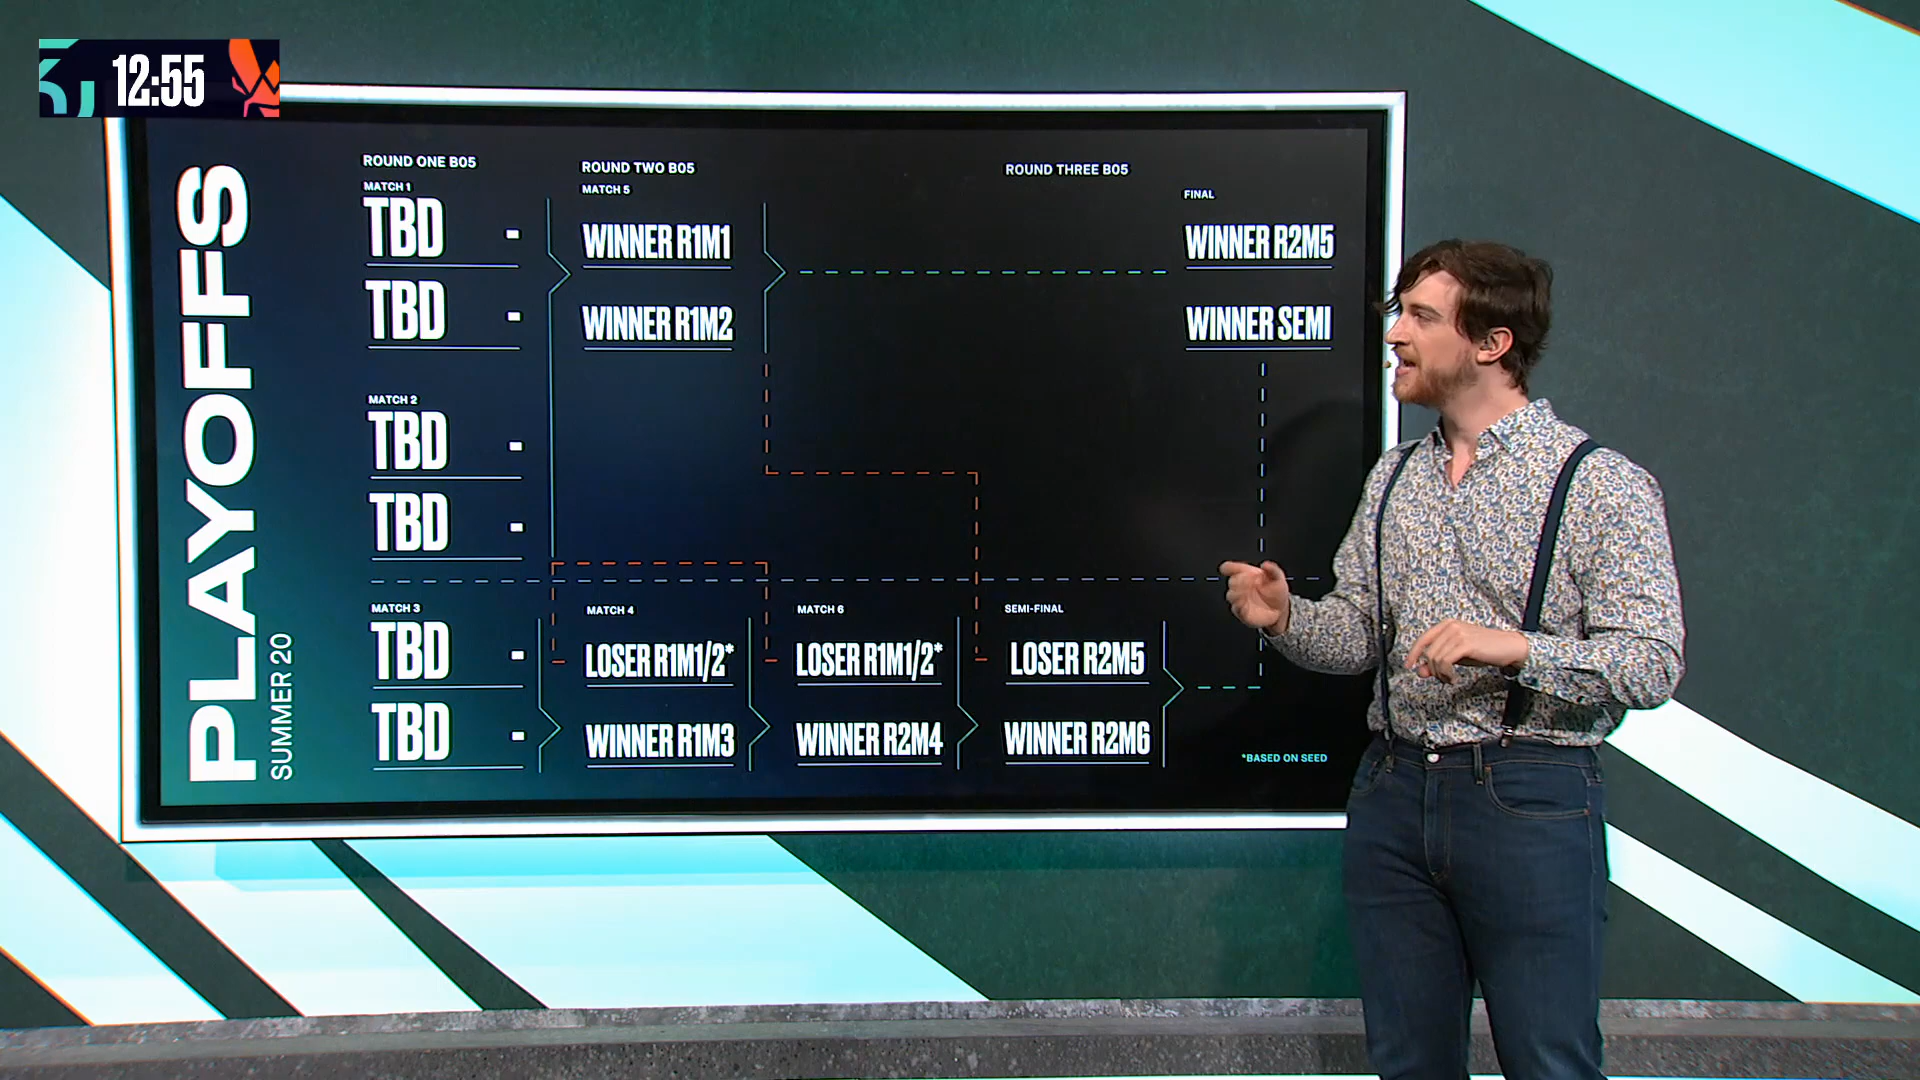 12:55
PLAYOFFS
SUMMER 20
ROUND ONE BO5
MATCH 1
TBD -
TBD -
MATCH 2
TBD -
TBD -
MATCH 3
TBD -
TBD -
ROUND TWO BO5
MATCH 5
WINNER R1M1
WINNER R1M2
MATCH 4
LOSER R1M1/2*
WINNER R1M3
MATCH 6
LOSER R1M1/2*
WINNER R2M4
ROUND THREE BO5
FINAL
WINNER R2M5
WINNER SEMI
SEMI-FINAL
LOSER R2M5
WINNER R2M6
*BASED ON SEED